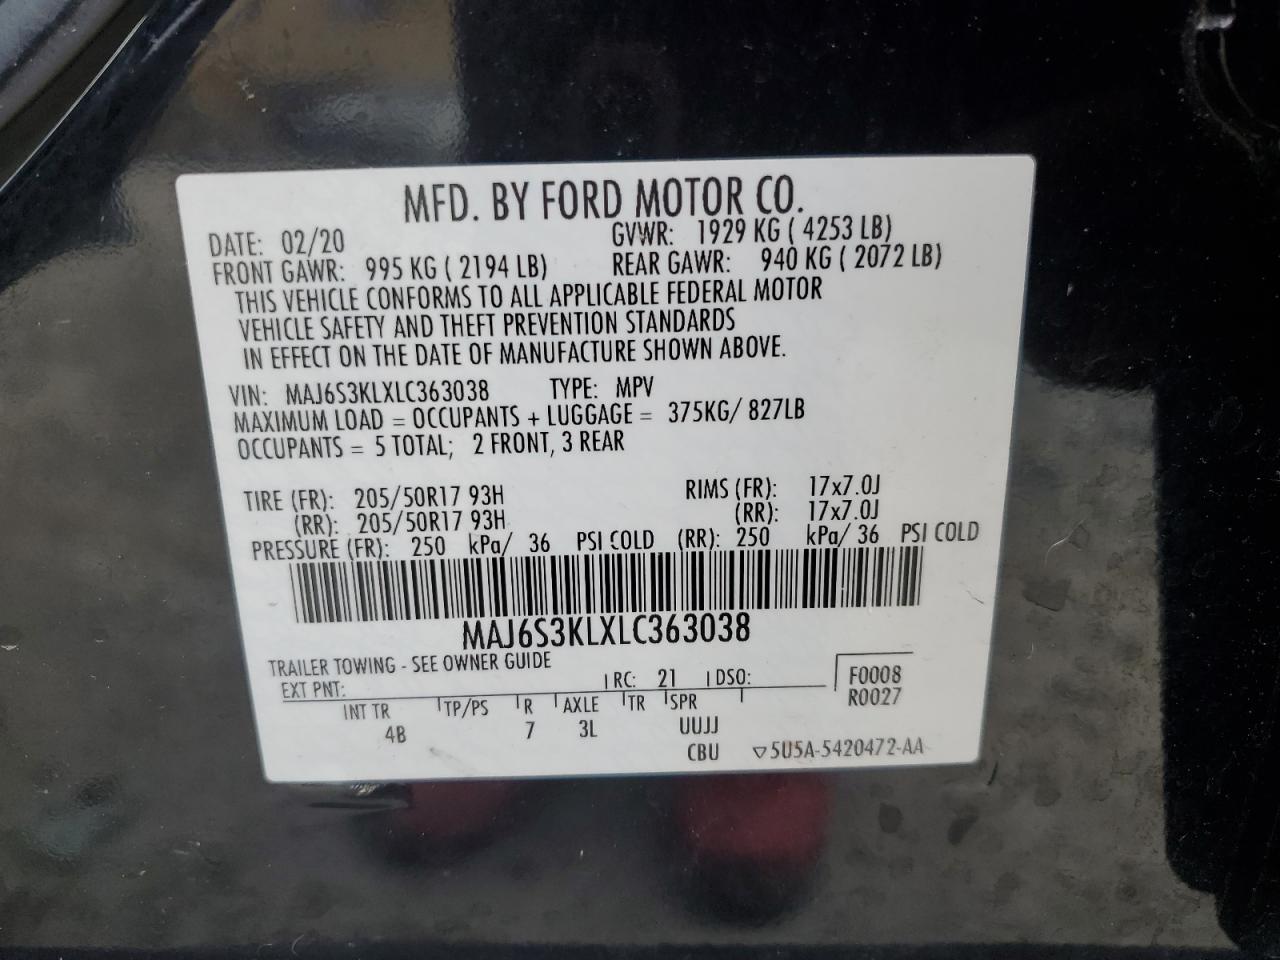 MFD. BY FORD MOTOR CO.
DATE: 02/20 GVWR: 1929 KG ( 4253 LB)
FRONT GAWR: 995 KG ( 2194 LB) REAR GAWR: 940 KG ( 2072 LB)
THIS VEHICLE CONFORMS TO ALL APPLICABLE FEDERAL MOTOR
VEHICLE SAFETY AND THEFT PREVENTION STANDARDS
IN EFFECT ON THE DATE OF MANUFACTURE SHOWN ABOVE.
VIN: MAJ6S3KLXLC363038 TYPE: MPV
MAXIMUM LOAD = OCCUPANTS + LUGGAGE = 375KG/ 827LB
OCCUPANTS = 5 TOTAL; 2 FRONT, 3 REAR
TIRE (FR): 205/50R17 93H RIMS (FR): 17x7.0J
(RR): 205/50R17 93H (RR): 17x7.0J
PRESSURE (FR): 250 kPa/ 36 PSI COLD (RR): 250 kPa/ 36 PSI COLD
MAJ6S3KLXLC363038
TRAILER TOWING - SEE OWNER GUIDE
EXT PNT: RC: 21 DSO: F0008
R0027
INT TR TP/PS R AXLE TR SPR
4B 7 3L UUJJ
CBU ▽5U5A-5420472-AA